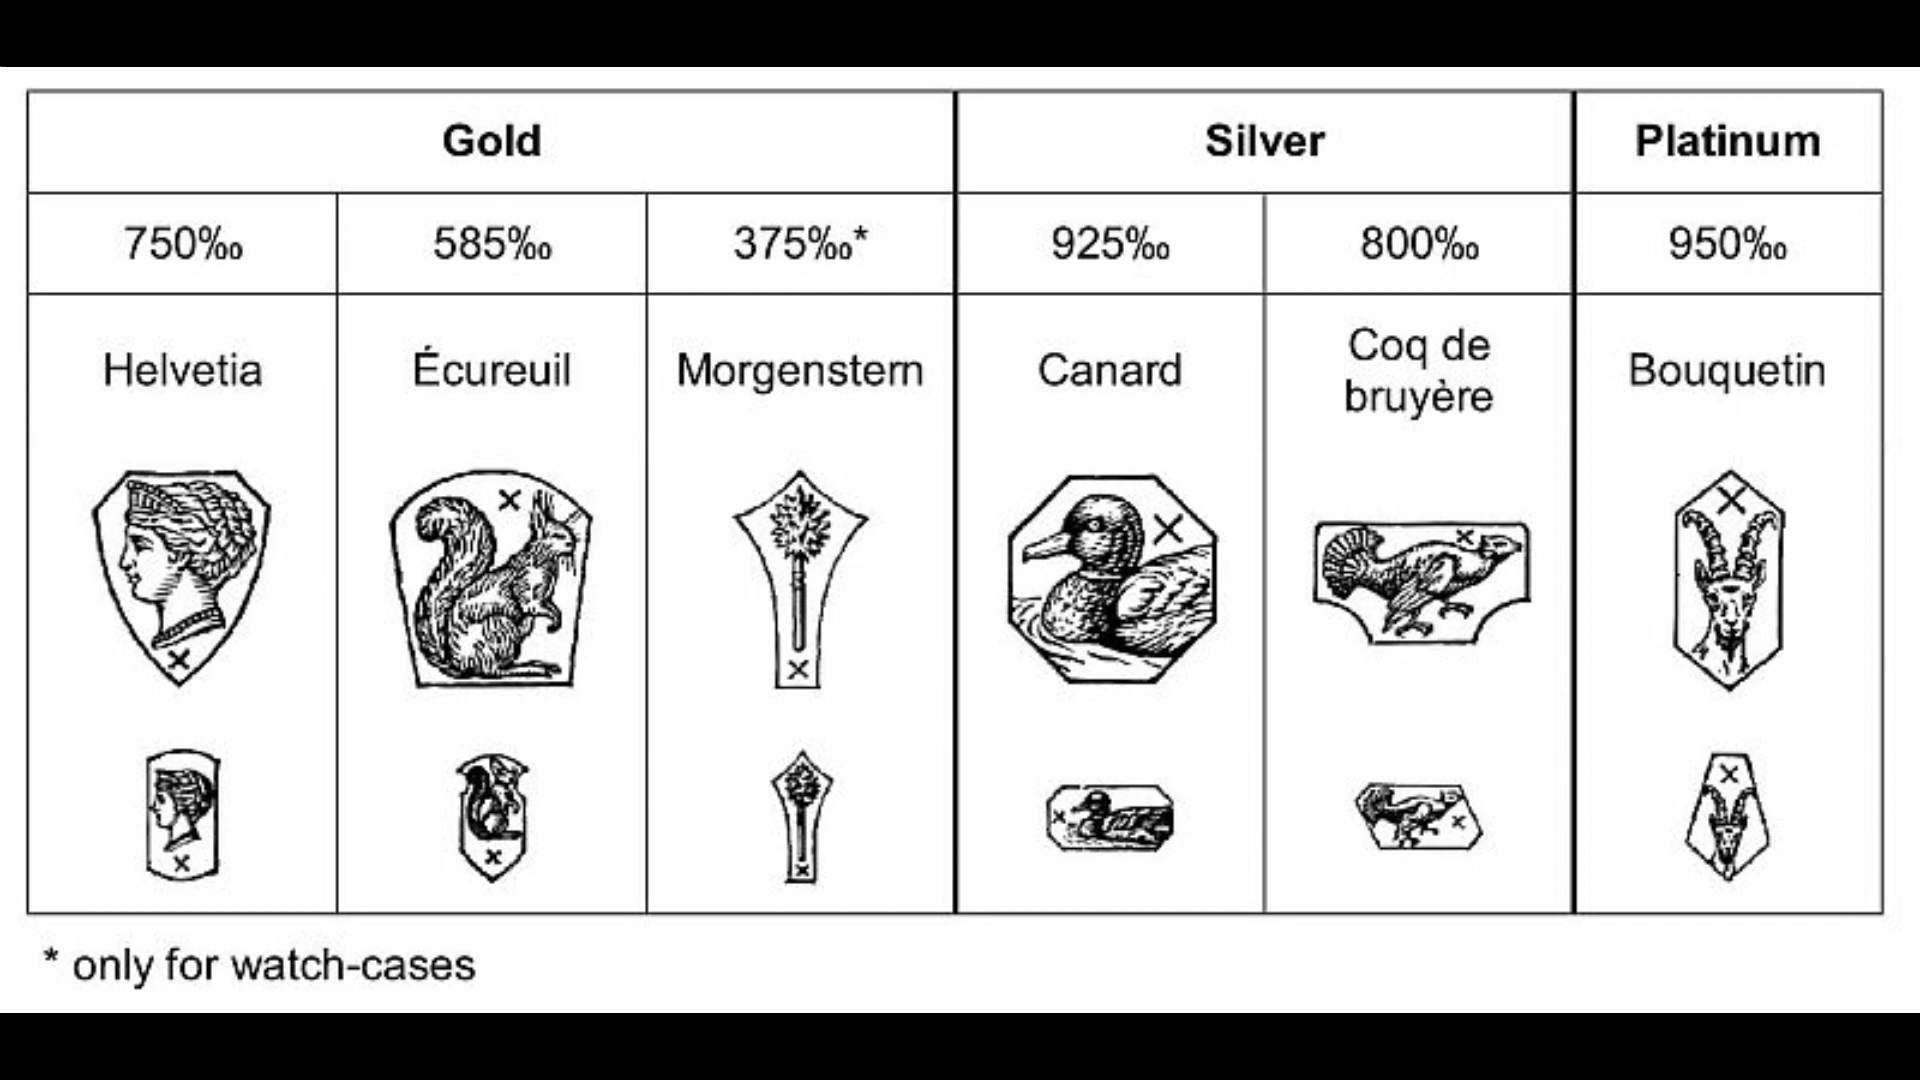 Gold Silver Platinum
750‰ 585‰ 375‰* 925‰ 800‰ 950‰
Helvetia Écureuil Morgenstern Canard Coq de bruyère Bouquetin
* only for watch-cases